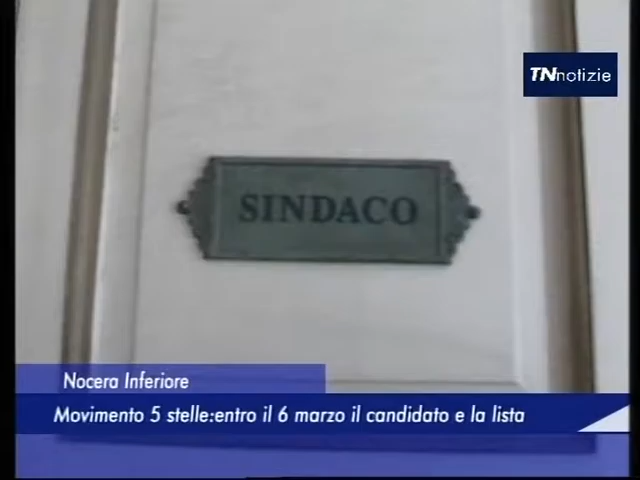 TNnotizie
SINDACO
Nocera Inferiore
Movimento 5 stelle:entro il 6 marzo il candidato e la lista